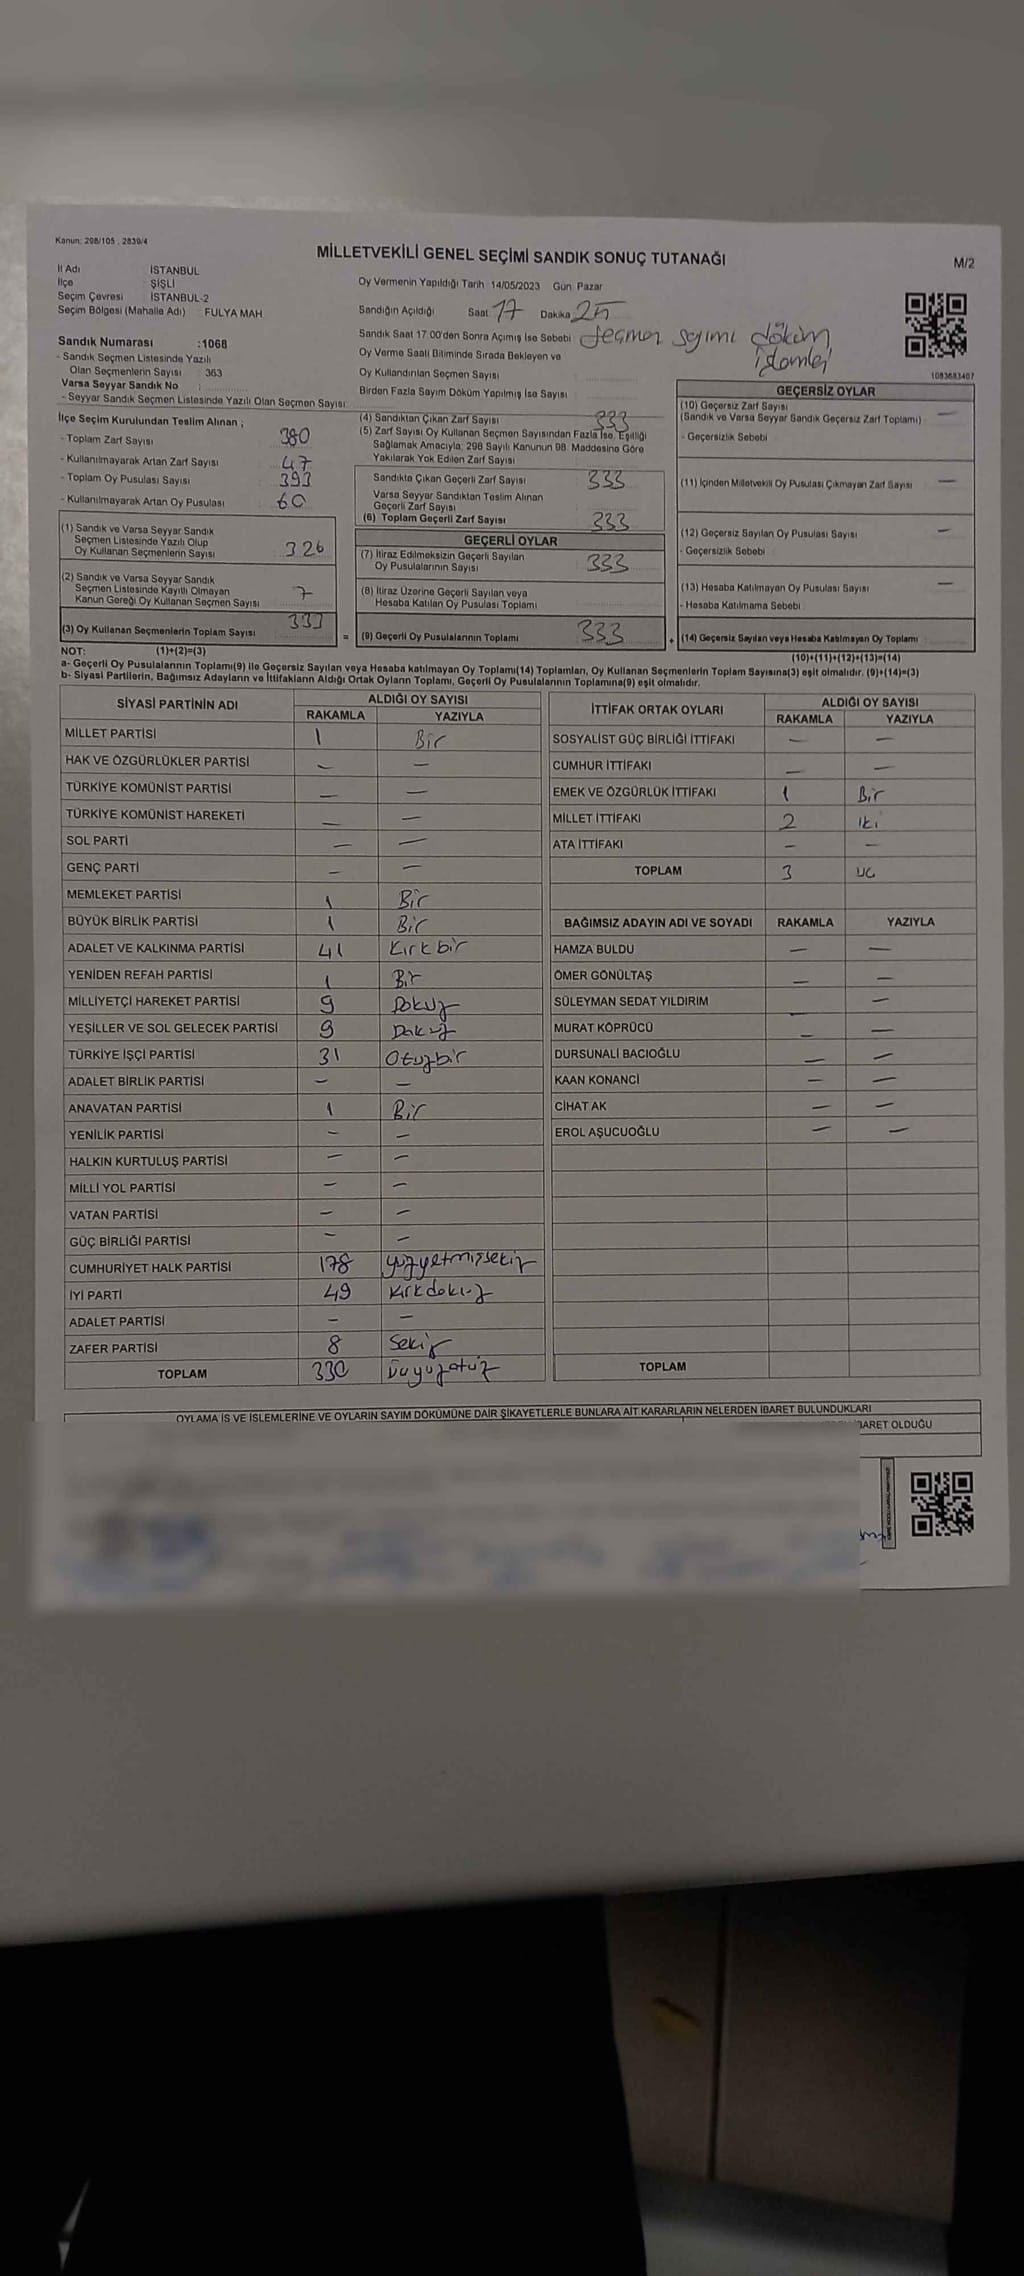 Kanun: 298/105 , 2839/4
MİLLETVEKİLİ GENEL SEÇİMİ SANDIK SONUÇ TUTANAĞI
M/2
İl Adı İSTANBUL
İlçe ŞİŞLİ
Seçim Çevresi İSTANBUL-2
Seçim Bölgesi (Mahalle Adı) FULYA MAH
Oy Vermenin Yapıldığı Tarih 14/05/2023 Gün: Pazar
Sandığın Açıldığı Saat 17 Dakika 25
Sandık Saat 17:00'den Sonra Açımış İse Sebebi Seçmen sayımı döküm
işlemleri
Oy Verme Saati Bitiminde Sırada Bekleyen ve
Oy Kullandırılan Seçmen Sayısı
Birden Fazla Sayım Döküm Yapılmış İse Sayısı
1083683407
Sandık Numarası :1068
- Sandık Seçmen Listesinde Yazılı
Olan Seçmenlerin Sayısı : 363
Varsa Seyyar Sandık No :
- Seyyar Sandık Seçmen Listesinde Yazılı Olan Seçmen Sayısı:
İlçe Seçim Kurulundan Teslim Alınan ;
- Toplam Zarf Sayısı 380
- Kullanılmayarak Artan Zarf Sayısı 47
- Toplam Oy Pusulası Sayısı 393
- Kullanılmayarak Artan Oy Pusulası 60
(1) Sandık ve Varsa Seyyar Sandık
Seçmen Listesinde Yazılı Olup
Oy Kullanan Seçmenlerin Sayısı 326
(2) Sandık ve Varsa Seyyar Sandık
Seçmen Listesinde Kayıtlı Olmayan
Kanun Gereği Oy Kullanan Seçmen Sayısı 7
(3) Oy Kullanan Seçmenlerin Toplam Sayısı 333
(4) Sandıktan Çıkan Zarf Sayısı 333
(5) Zarf Sayısı Oy Kullanan Seçmen Sayısından Fazla İse, Eşitliği
Sağlamak Amacıyla; 298 Sayılı Kanunun 98. Maddesine Göre
Yakılarak Yok Edilen Zarf Sayısı
Sandıkta Çıkan Geçerli Zarf Sayısı 333
Varsa Seyyar Sandıktan Teslim Alınan
Geçerli Zarf Sayısı
(6) Toplam Geçerli Zarf Sayısı 333
GEÇERLİ OYLAR
(7) İtiraz Edilmeksizin Geçerli Sayılan
Oy Pusulalarının Sayısı 333
(8) İtiraz Üzerine Geçerli Sayılan veya
Hesaba Katılan Oy Pusulası Toplamı
= (9) Geçerli Oy Pusulalarının Toplamı 333 +
GEÇERSİZ OYLAR
(10) Geçersiz Zarf Sayısı
(Sandık ve Varsa Seyyar Sandık Geçersiz Zarf Toplamı) —
- Geçersizlik Sebebi
(11) İçinden Milletvekili Oy Pusulası Çıkmayan Zarf Sayısı —
(12) Geçersiz Sayılan Oy Pusulası Sayısı —
- Geçersizlik Sebebi
(13) Hesaba Katılmayan Oy Pusulası Sayısı —
- Hesaba Katılmama Sebebi
(14) Geçersiz Sayılan veya Hesaba Katılmayan Oy Toplamı
NOT: (1)+(2)=(3) (10)+(11)+(12)+(13)=(14)
a- Geçerli Oy Pusulalarının Toplamı(9) ile Geçersiz Sayılan veya Hesaba katılmayan Oy Toplamı(14) Toplamları, Oy Kullanan Seçmenlerin Toplam Sayısına(3) eşit olmalıdır. (9)+(14)=(3)
b- Siyasi Partilerin, Bağımsız Adayların ve İttifakların Aldığı Ortak Oyların Toplamı, Geçerli Oy Pusulalarının Toplamına(9) eşit olmalıdır.
SİYASİ PARTİNİN ADI ALDIĞI OY SAYISI
RAKAMLA YAZIYLA
MİLLET PARTİSİ 1 Bir
HAK VE ÖZGÜRLÜKLER PARTİSİ — —
TÜRKİYE KOMÜNİST PARTİSİ — —
TÜRKİYE KOMÜNİST HAREKETİ — —
SOL PARTİ — —
GENÇ PARTİ — —
MEMLEKET PARTİSİ 1 Bir
BÜYÜK BİRLİK PARTİSİ 1 Bir
ADALET VE KALKINMA PARTİSİ 41 Kırkbir
YENİDEN REFAH PARTİSİ 1 Bir
MİLLİYETÇİ HAREKET PARTİSİ 9 Dokuz
YEŞİLLER VE SOL GELECEK PARTİSİ 9 Dokuz
TÜRKİYE İŞÇİ PARTİSİ 31 Otuzbir
ADALET BİRLİK PARTİSİ — —
ANAVATAN PARTİSİ 1 Bir
YENİLİK PARTİSİ — —
HALKIN KURTULUŞ PARTİSİ — —
MİLLİ YOL PARTİSİ — —
VATAN PARTİSİ — —
GÜÇ BİRLİĞİ PARTİSİ — —
CUMHURİYET HALK PARTİSİ 178 yüzyetmişsekiz
İYİ PARTİ 49 Kırkdokuz
ADALET PARTİSİ — —
ZAFER PARTİSİ 8 Sekiz
TOPLAM 330 Üçyüzotuz
İTTİFAK ORTAK OYLARI ALDIĞI OY SAYISI
RAKAMLA YAZIYLA
SOSYALİST GÜÇ BİRLİĞİ İTTİFAKI — —
CUMHUR İTTİFAKI — —
EMEK VE ÖZGÜRLÜK İTTİFAKI 1 Bir
MİLLET İTTİFAKI 2 iki
ATA İTTİFAKI — —
TOPLAM 3 üç
BAĞIMSIZ ADAYIN ADI VE SOYADI RAKAMLA YAZIYLA
HAMZA BULDU — —
ÖMER GÖNÜLTAŞ — —
SÜLEYMAN SEDAT YILDIRIM — —
MURAT KÖPRÜCÜ — —
DURSUNALİ BACIOĞLU — —
KAAN KONANCİ — —
CİHAT AK — —
EROL AŞUCUOĞLU — —
TOPLAM
OYLAMA İŞ VE İŞLEMLERİNE VE OYLARIN SAYIM DÖKÜMÜNE DAİR ŞİKAYETLERLE BUNLARA AİT KARARLARIN NELERDEN İBARET BULUNDUKLARI
BARET OLDUĞU